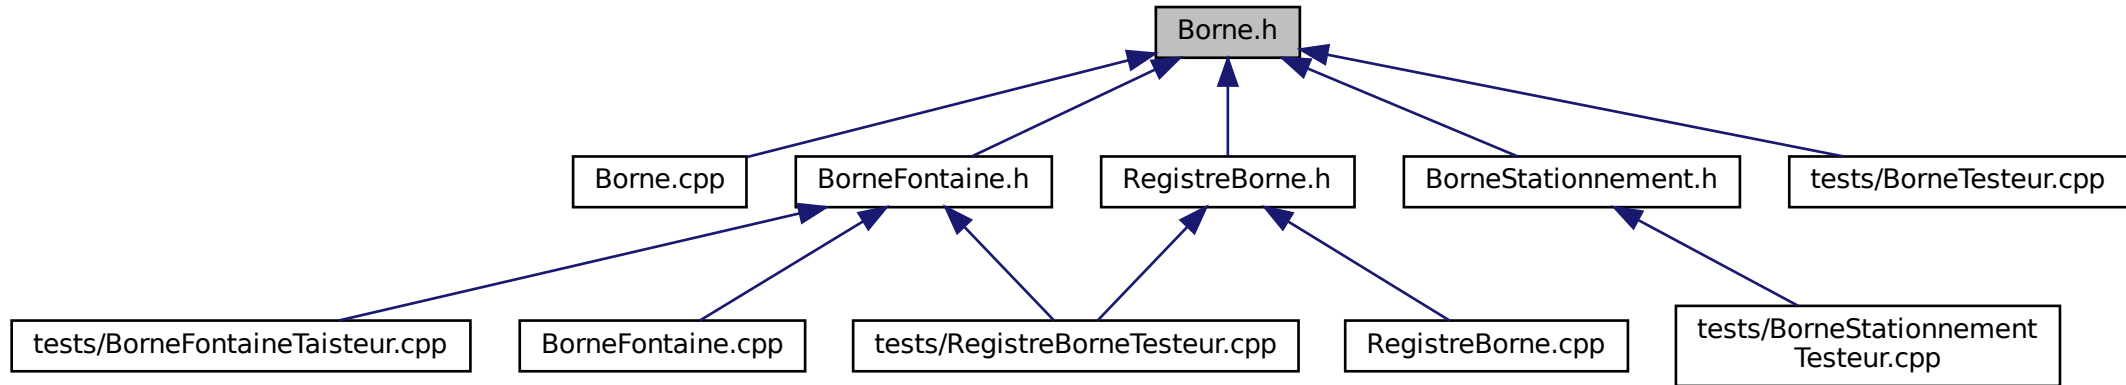 Borne.h
Borne.cpp
BorneFontaine.h
RegistreBorne.h
BorneStationnement.h
tests/BorneTesteur.cpp
tests/BorneFontaineTaisteur.cpp
BorneFontaine.cpp
tests/RegistreBorneTesteur.cpp
RegistreBorne.cpp
tests/BorneStationnement
Testeur.cpp